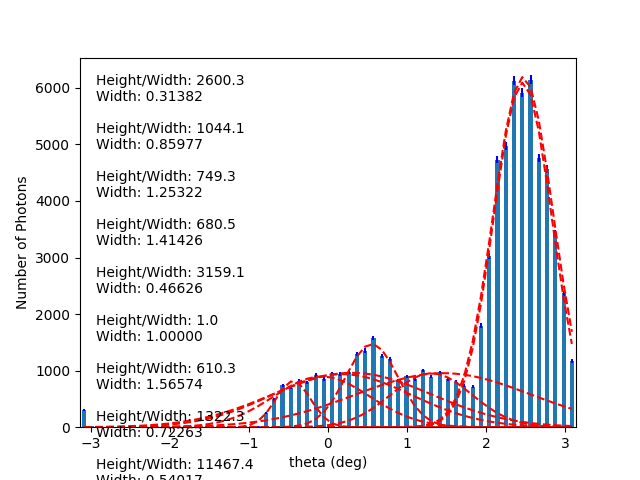 Height/Width: 2600.3
Width: 0.31382
Height/Width: 1044.1
Width: 0.85977
Height/Width: 749.3
Width: 1.25322
Height/Width: 680.5
Width: 1.41426
Height/Width: 3159.1
Width: 0.46626
Height/Width: 1.0
Width: 1.00000
Height/Width: 610.3
Width: 1.56574
Height/Width: 1322.3
Width: 0.72263
Height/Width: 11467.4
Width: 0.54017
Number of Photons
6000
5000
4000
3000
2000
1000
0
−3 −2 −1 0 1 2 3
theta (deg)